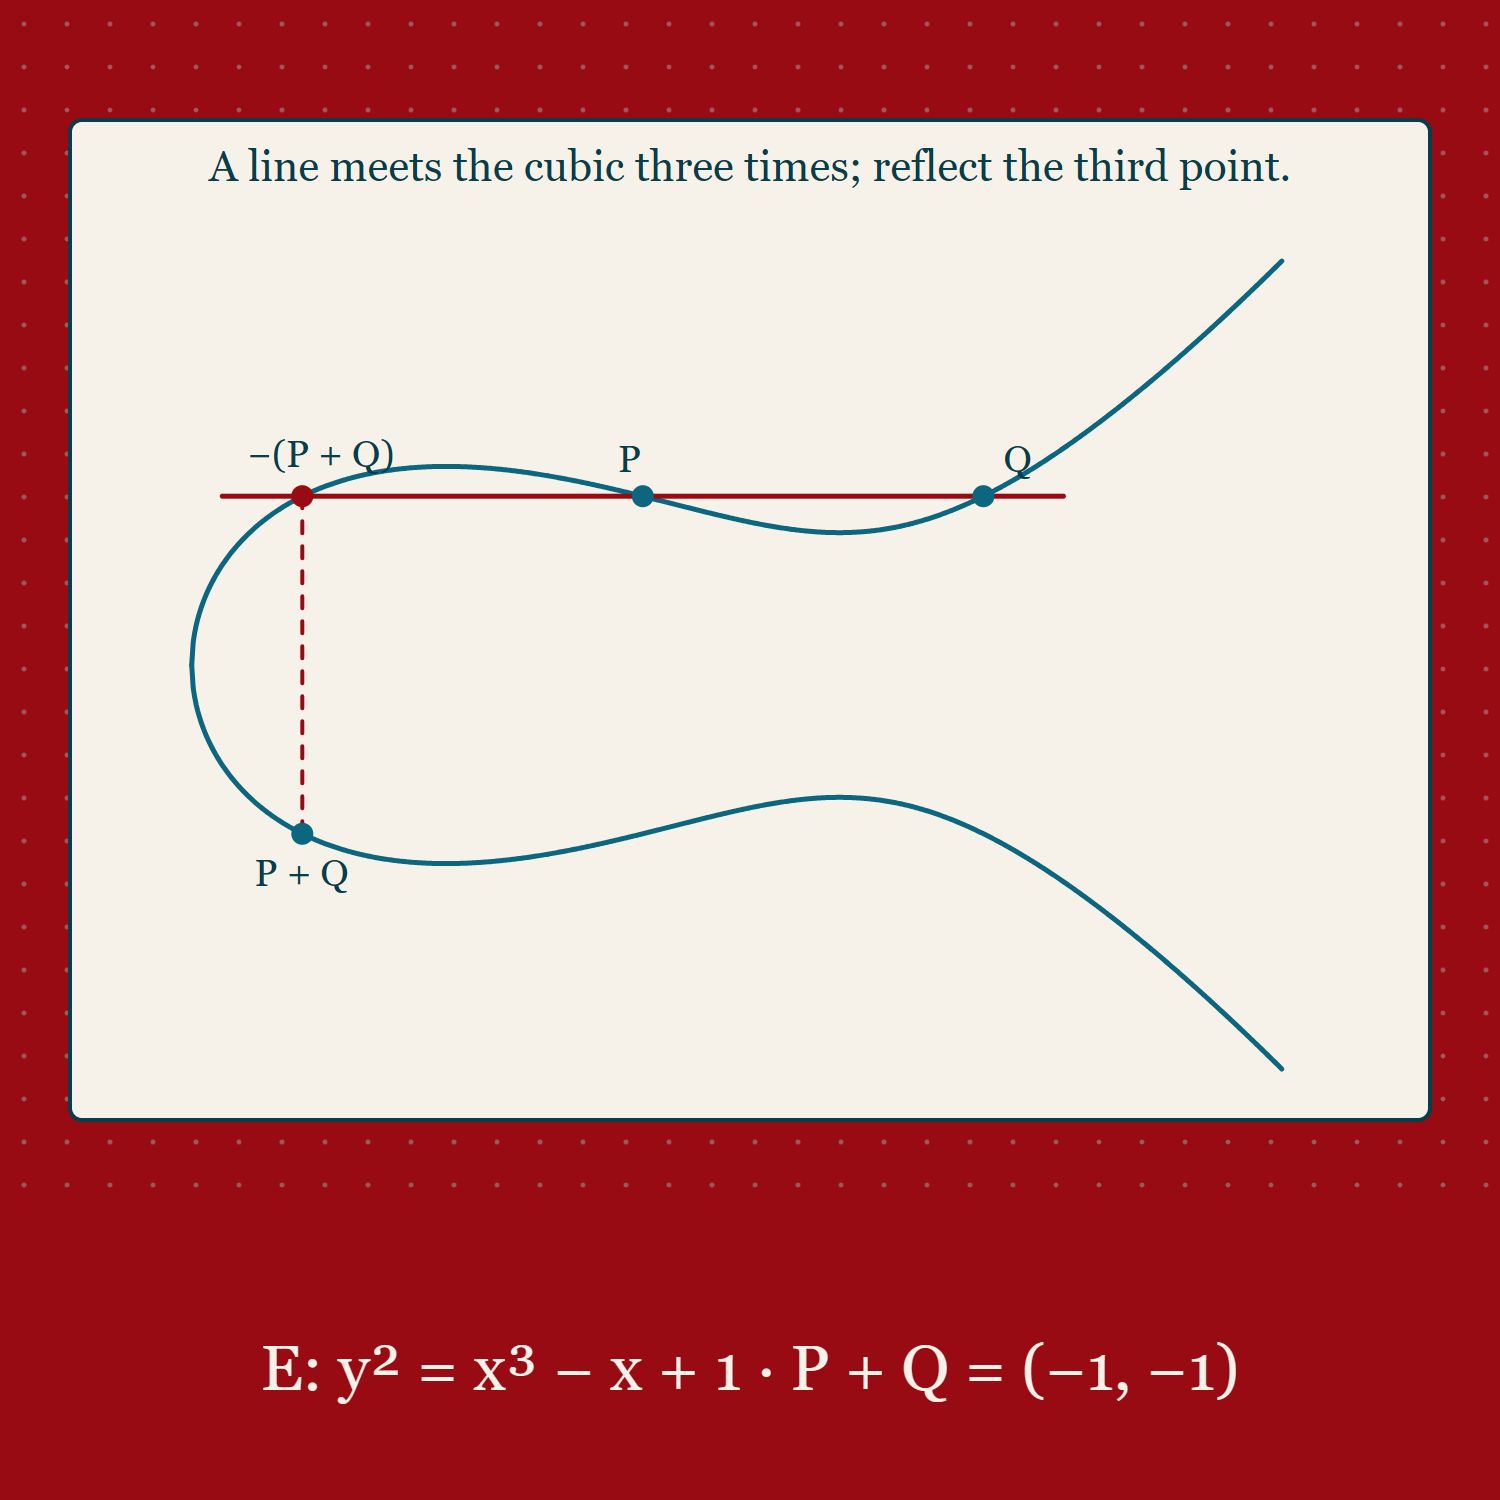 A line meets the cubic three times; reflect the third point.
−(P + Q)
P
Q
P + Q
E: y² = x³ − x + 1 · P + Q = (−1, −1)